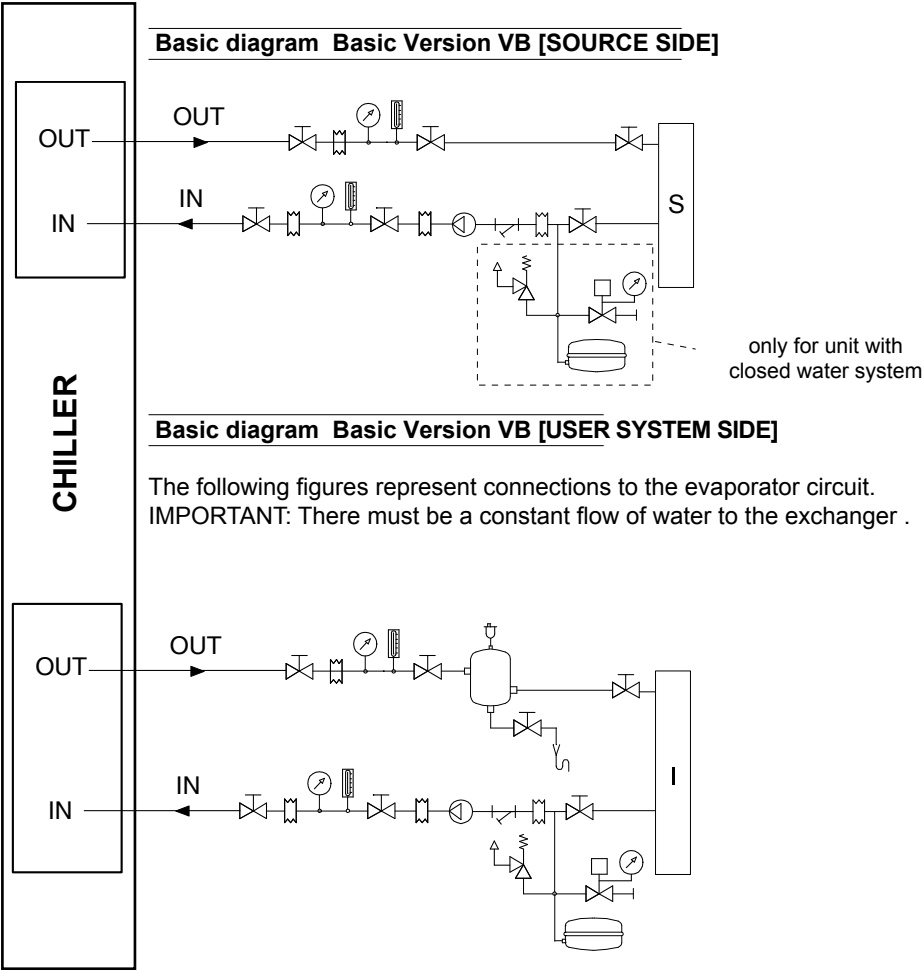 Basic diagram  Basic Version VB [SOURCE SIDE]
OUT
OUT
IN
IN
S
only for unit with
closed water system
CHILLER
Basic diagram  Basic Version VB [USER SYSTEM SIDE]
The following figures represent connections to the evaporator circuit.
IMPORTANT: There must be a constant flow of water to the exchanger .
OUT
OUT
IN
IN
I